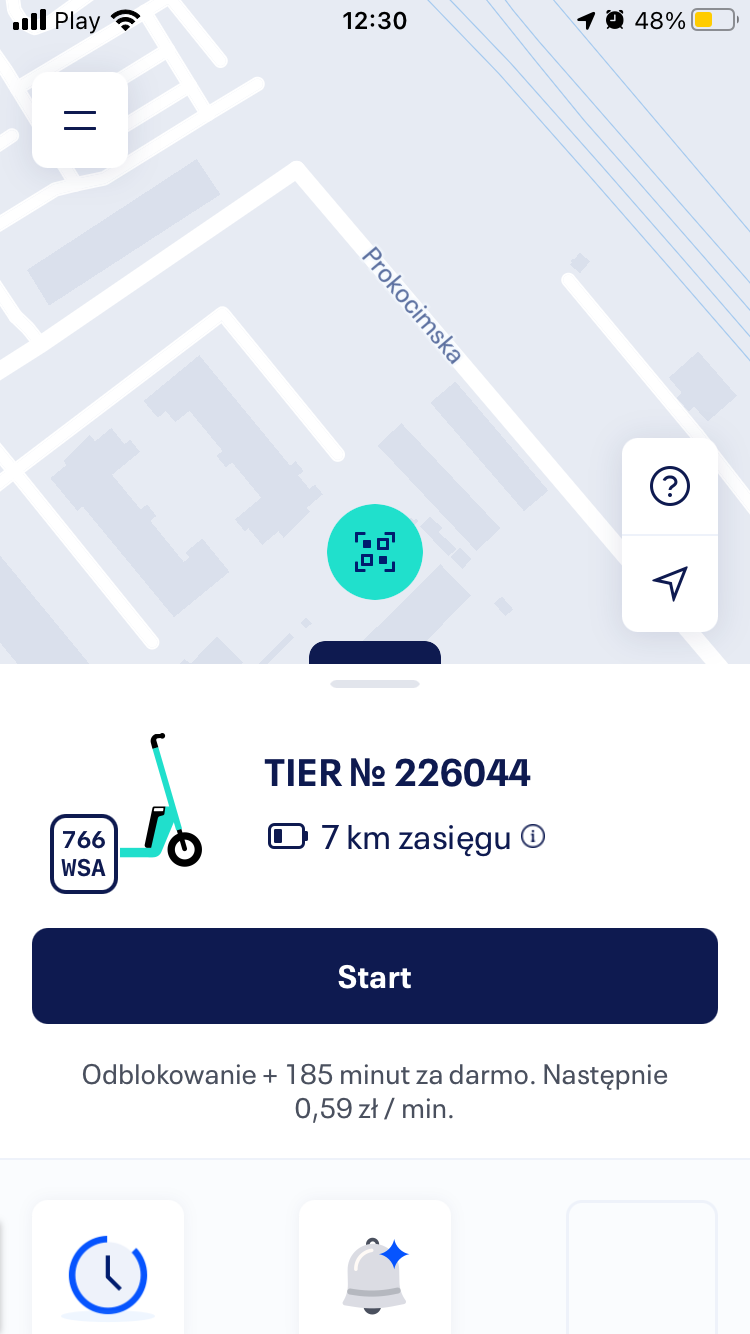 Play 12:30 48%
Prokocimska
TIER № 226044
766
WSA
7 km zasięgu
Start
Odblokowanie + 185 minut za darmo. Następnie
0,59 zł / min.